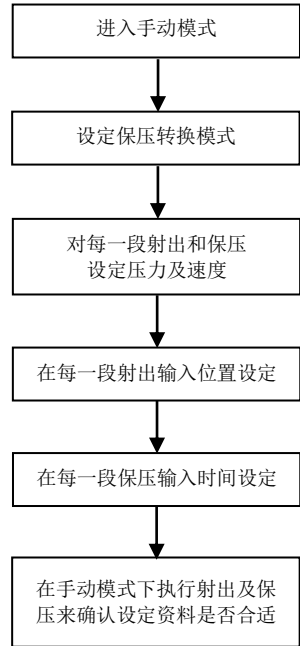 进入手动模式
设定保压转换模式
对每一段射出和保压
设定压力及速度
在每一段射出输入位置设定
在每一段保压输入时间设定
在手动模式下执行射出及保
压来确认设定资料是否合适